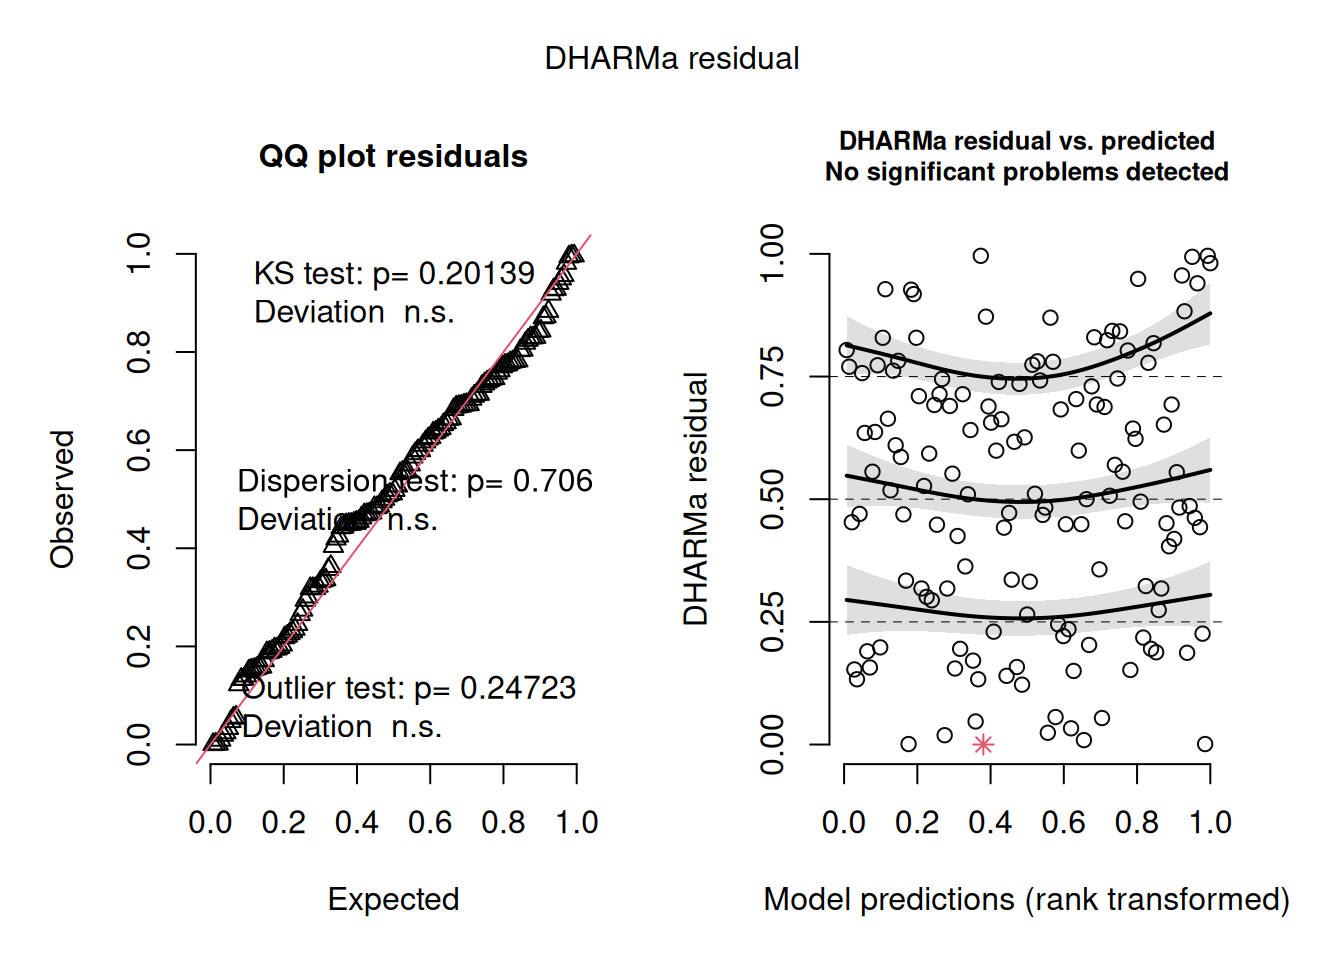 DHARMa residual
QQ plot residuals
KS test: p= 0.20139
Deviation n.s.
Dispersion test: p= 0.706
Deviation n.s.
Outlier test: p= 0.24723
Deviation n.s.
Observed
0.0 0.2 0.4 0.6 0.8 1.0
0.0 0.2 0.4 0.6 0.8 1.0
Expected
DHARMa residual vs. predicted
No significant problems detected
DHARMa residual
0.00 0.25 0.50 0.75 1.00
0.0 0.2 0.4 0.6 0.8 1.0
Model predictions (rank transformed)